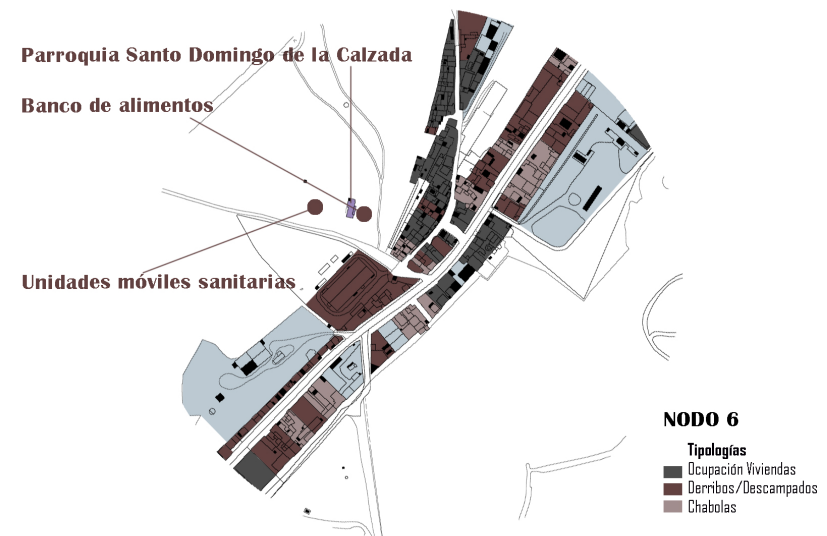 Parroquia Santo Domingo de la Calzada
Banco de alimentos
Unidades móviles sanitarias
NODO 6
Tipologías
Ocupación Viviendas
Derribos/Descampados
Chabolas